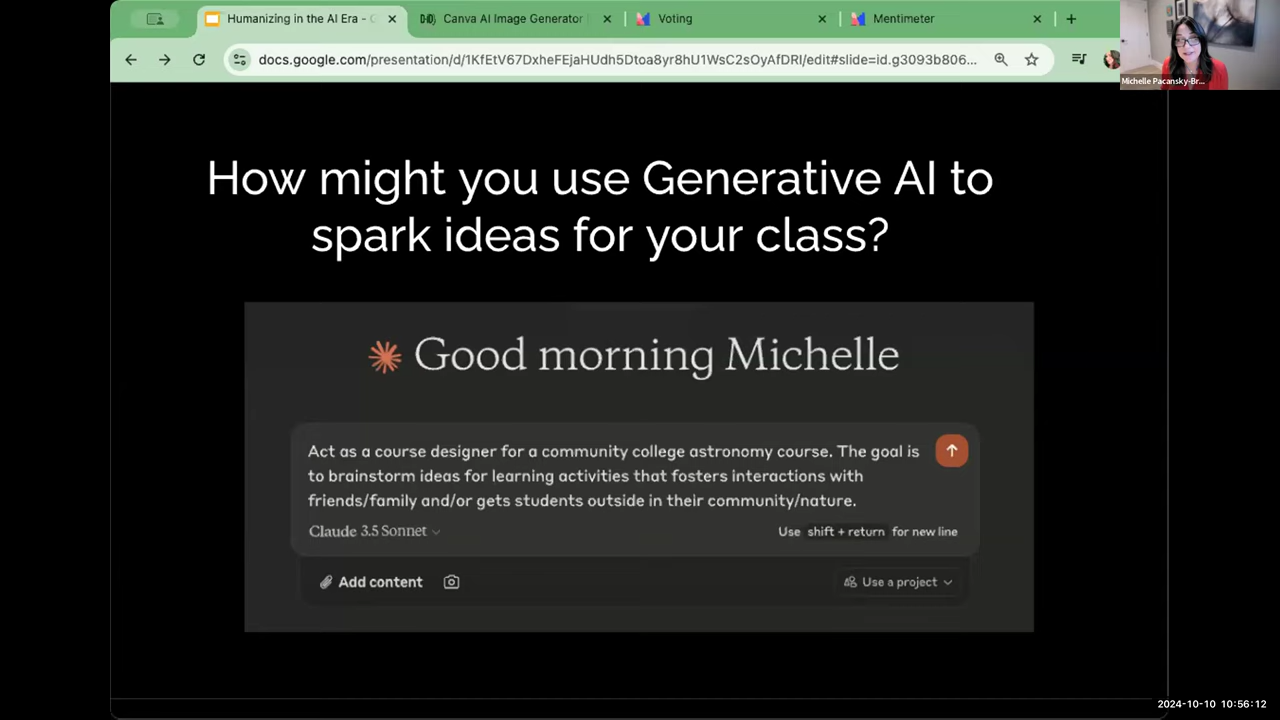 Humanizing in the AI Era - 
Canva AI Image Generator
Voting
Mentimeter
docs.google.com/presentation/d/1KfEtV67DxheFEjaHUdh5Dtoa8yr8hU1WsC2sOyAfDRI/edit#slide=id.g3093b806...
Michelle Pacansky-Br...
How might you use Generative AI to
spark ideas for your class?
Good morning Michelle
Act as a course designer for a community college astronomy course. The goal is
to brainstorm ideas for learning activities that fosters interactions with
friends/family and/or gets students outside in their community/nature.
Claude 3.5 Sonnet
Use shift + return for new line
Add content
Use a project
2024-10-10 10:56:12